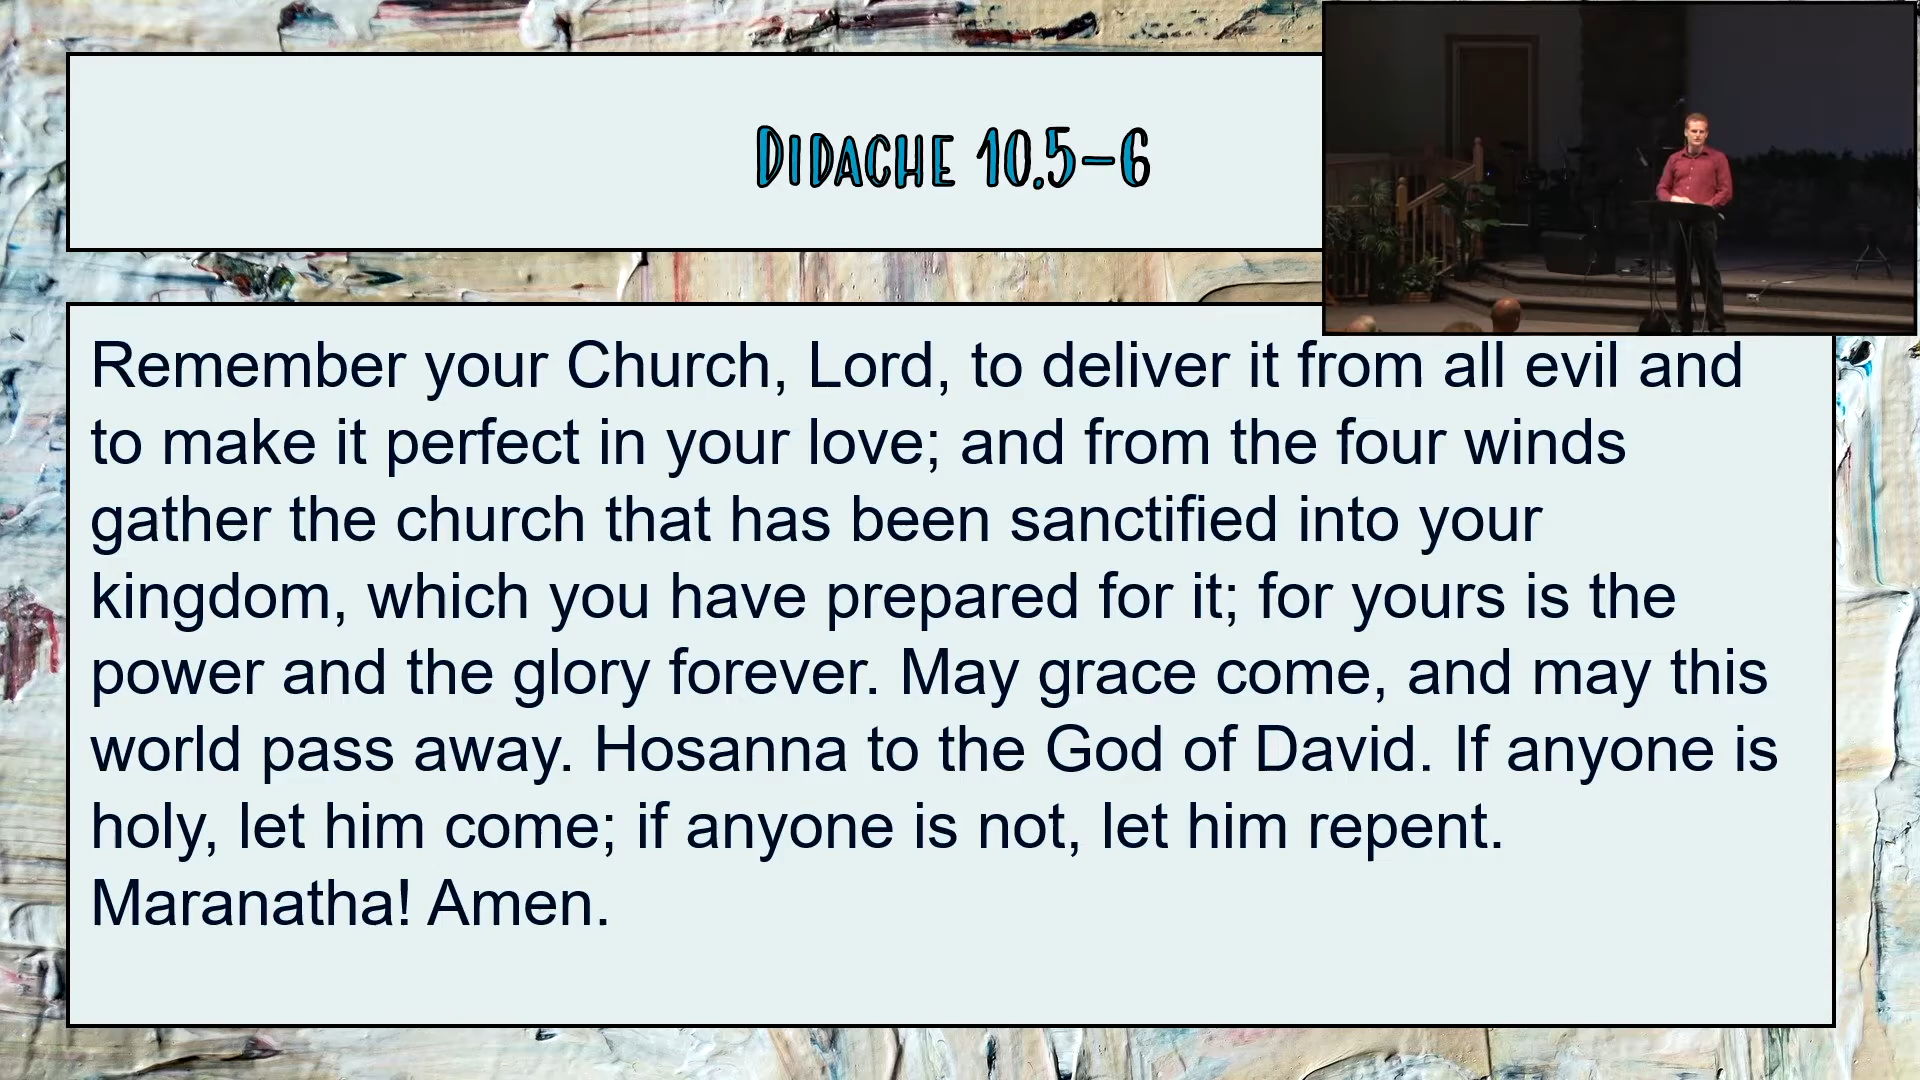 DIDACHE 10.5–6
Remember your Church, Lord, to deliver it from all evil and
to make it perfect in your love; and from the four winds
gather the church that has been sanctified into your
kingdom, which you have prepared for it; for yours is the
power and the glory forever. May grace come, and may this
world pass away. Hosanna to the God of David. If anyone is
holy, let him come; if anyone is not, let him repent.
Maranatha! Amen.